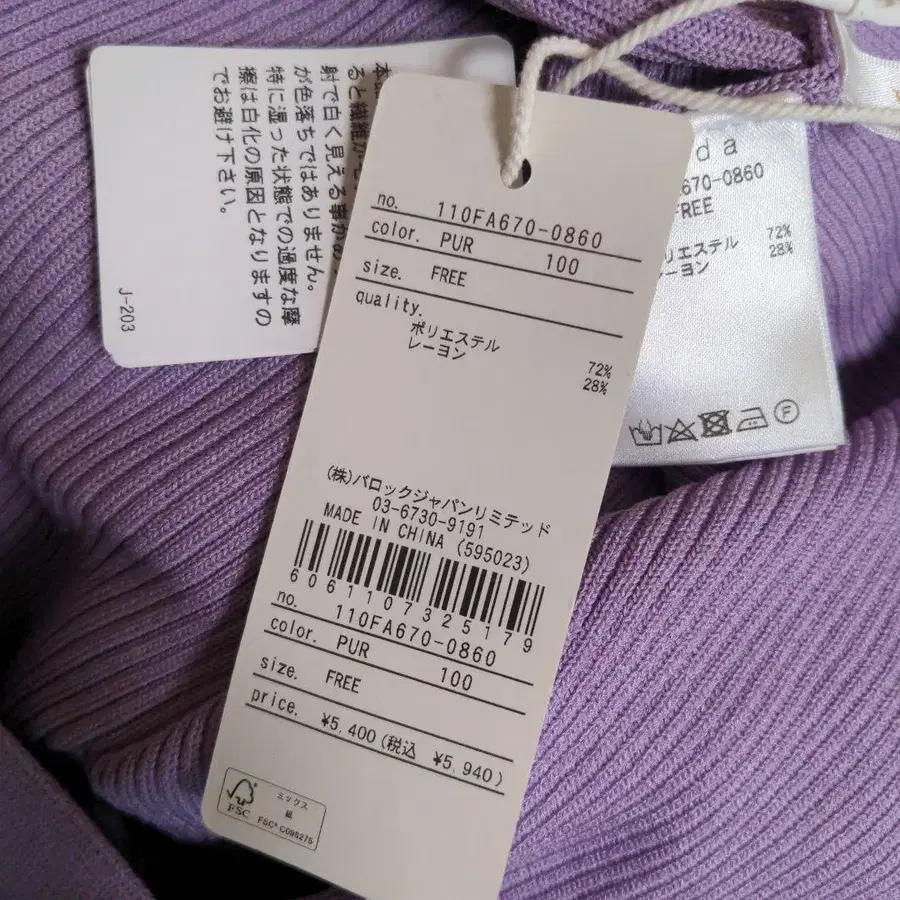 射で白く見える事があ
が色落ちではありません。
特に湿った状態での過度な摩
擦は白化の原因となりますの
でお避け下さい。
J-203
no. 110FA670-0860
color. PUR 100
size. FREE
quality.
ポリエステル 72%
レーヨン 28%
(株)バロックジャパンリミテッド
03-6730-9191
MADE IN CHINA (595023)
6061107325179
no. 110FA670-0860
color. PUR 100
size. FREE
price. ¥5,400(税込 ¥5,940)
FSC
ミックス
紙
FSC® C095275
da
670-0860
FREE
リエステル 72%
ーヨン 28%
F